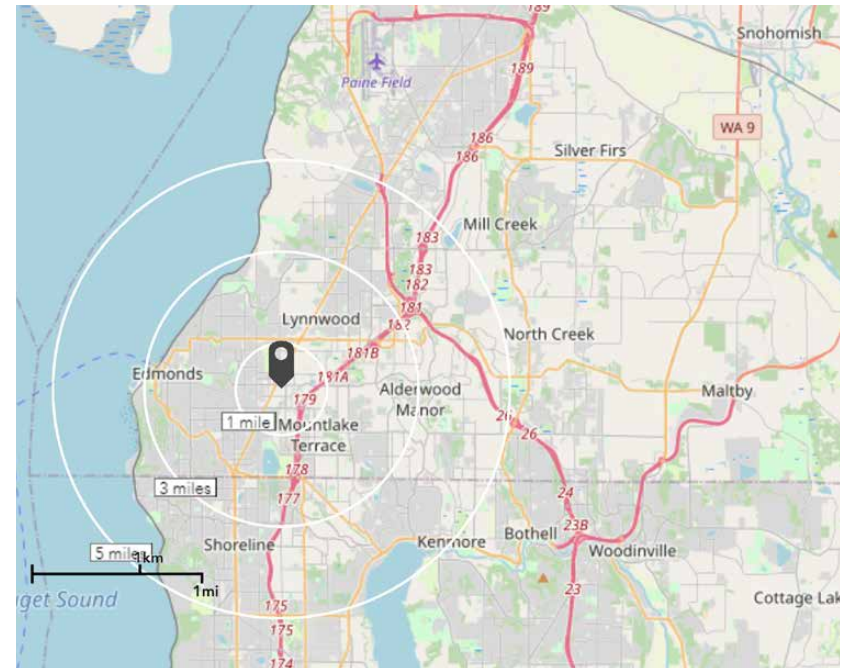 189
Snohomish
Paine Field
189
WA 9
186
186
Silver Firs
Mill Creek
183
183
182
181
Lynnwood
182
North Creek
181B
Edmonds
181A
Alderwood
Manor
Maltby
179
1 mile
Mountlake
Terrace
26
26
178
3 miles
177
24
23B
Shoreline
Kenmore
Bothell
Woodinville
5 miles
1km
1mi
23
Cottage Lak
uget Sound
175
175
174